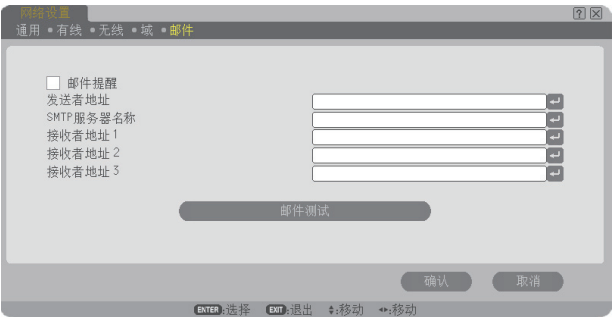 网络设置
通用 ▪有线 ▪无线 ▪域 ▪邮件
邮件提醒
发送者地址
SMTP服务器名称
接收者地址1
接收者地址2
接收者地址3
邮件测试
确认 取消
ENTER:选择 EXIT:退出 ♦:移动 ◂▸:移动